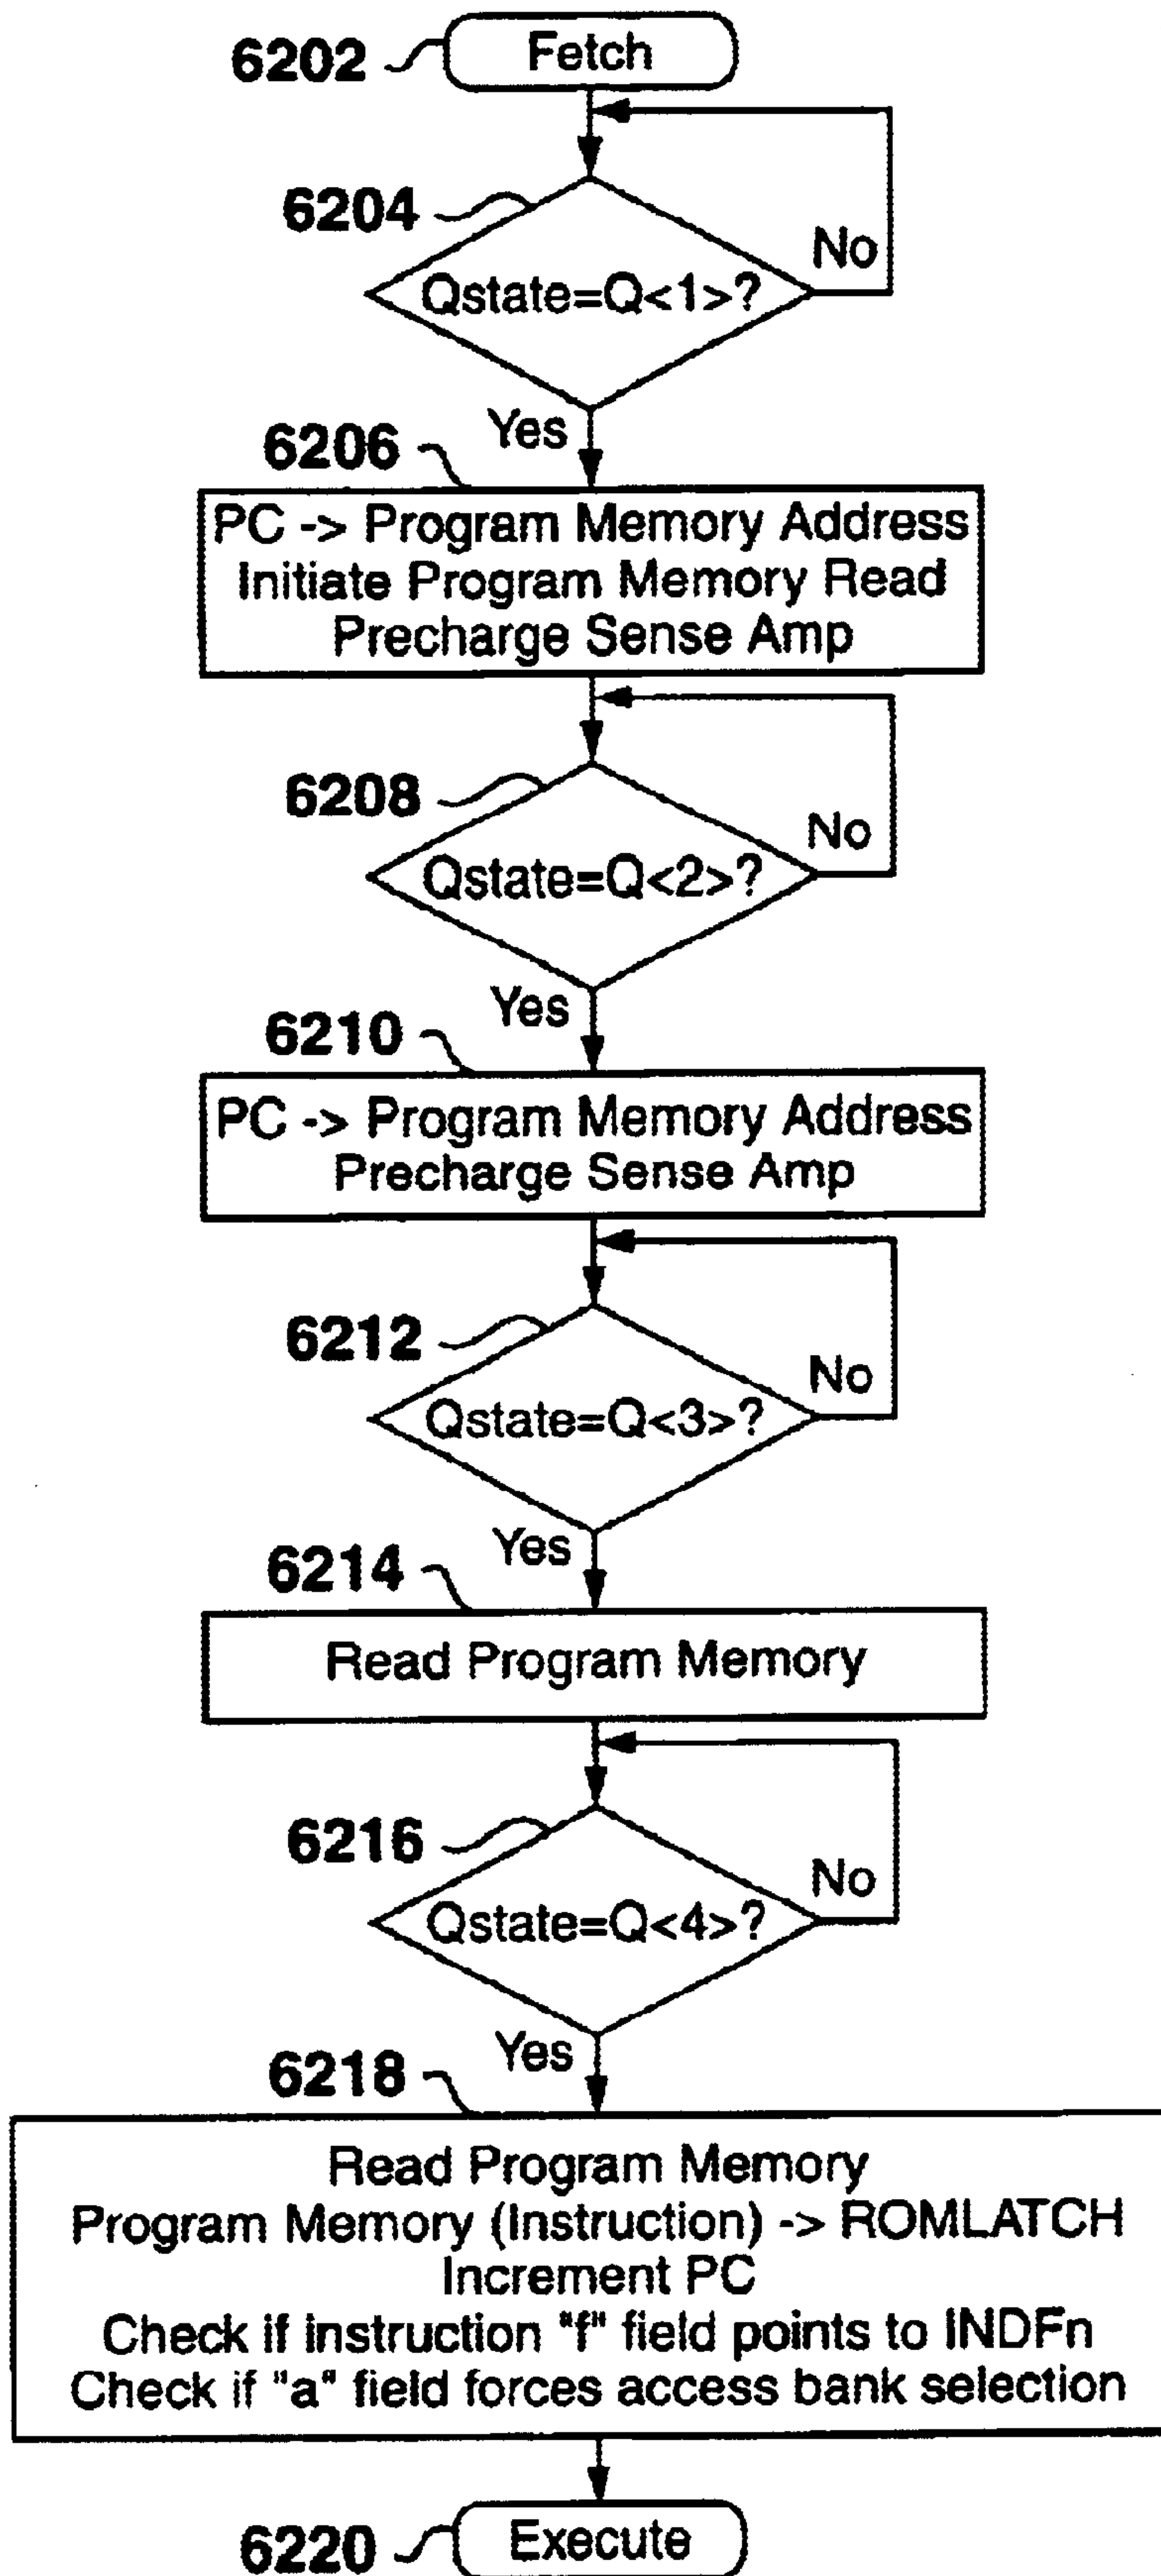 6202
Fetch
6204
No
Qstate=Q<1>?
Yes
6206
PC -> Program Memory Address
Initiate Program Memory Read
Precharge Sense Amp
6208
No
Qstate=Q<2>?
Yes
6210
PC -> Program Memory Address
Precharge Sense Amp
6212
No
Qstate=Q<3>?
Yes
6214
Read Program Memory
6216
No
Qstate=Q<4>?
Yes
6218
Read Program Memory
Program Memory (Instruction) -> ROMLATCH
Increment PC
Check if instruction "f" field points to INDFn
Check if "a" field forces access bank selection
6220
Execute